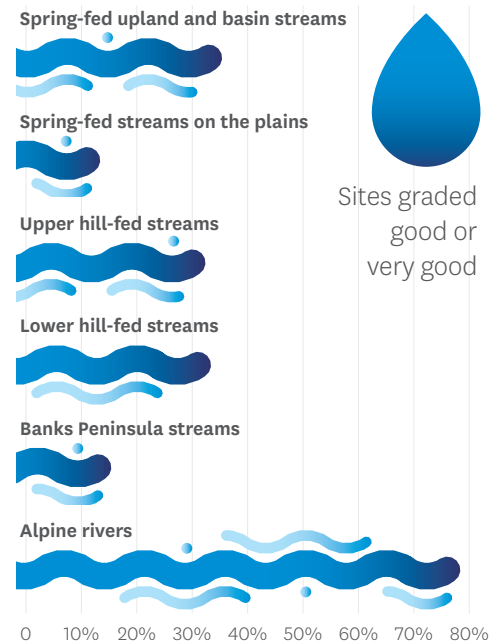 Spring-fed upland and basin streams
Spring-fed streams on the plains
Sites graded
good or
very good
Upper hill-fed streams
Lower hill-fed streams
Banks Peninsula streams
Alpine rivers
0 10% 20% 30% 40% 50% 60% 70% 80%